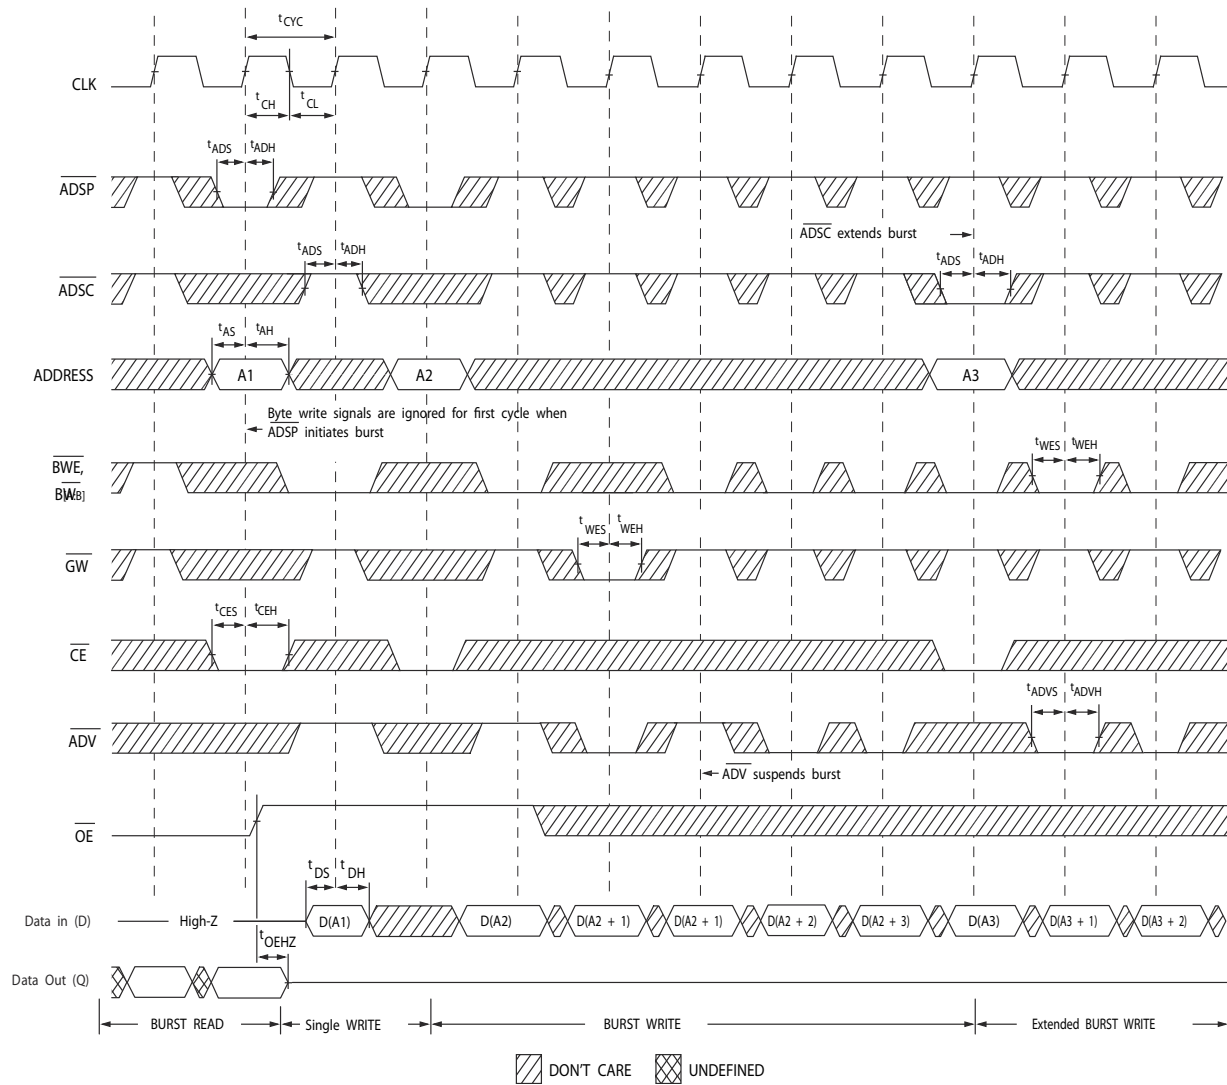 tCYC
CLK
tCH tCL
tADS tADH
ADSP
ADSC extends burst
tADS tADH
tADS tADH
ADSC
tAS tAH
ADDRESS A1 A2 A3
Byte write signals are ignored for first cycle when
ADSP initiates burst
tWES tWEH
BWE,
BW[A:B]
tWES tWEH
GW
tCES tCEH
CE
tADVS tADVH
ADV
ADV suspends burst
OE
tDS tDH
Data in (D) High-Z D(A1) D(A2) D(A2 + 1) D(A2 + 1) D(A2 + 2) D(A2 + 3) D(A3) D(A3 + 1) D(A3 + 2)
tOEHZ
Data Out (Q)
BURST READ Single WRITE BURST WRITE Extended BURST WRITE
DON'T CARE UNDEFINED